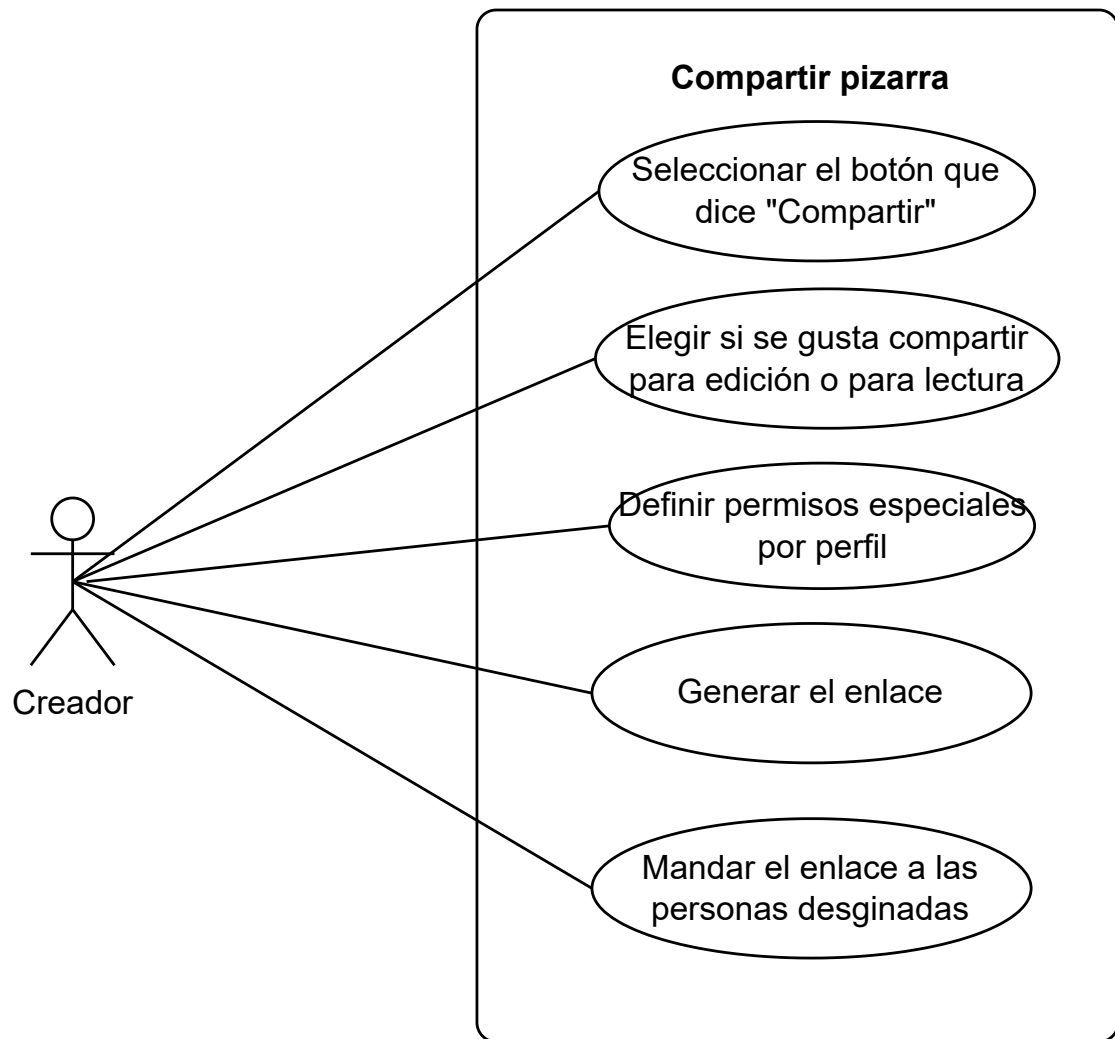 Compartir pizarra
Seleccionar el botón que
dice "Compartir"
Elegir si se gusta compartir
para edición o para lectura
Definir permisos especiales
por perfil
Generar el enlace
Creador
Mandar el enlace a las
personas desginadas